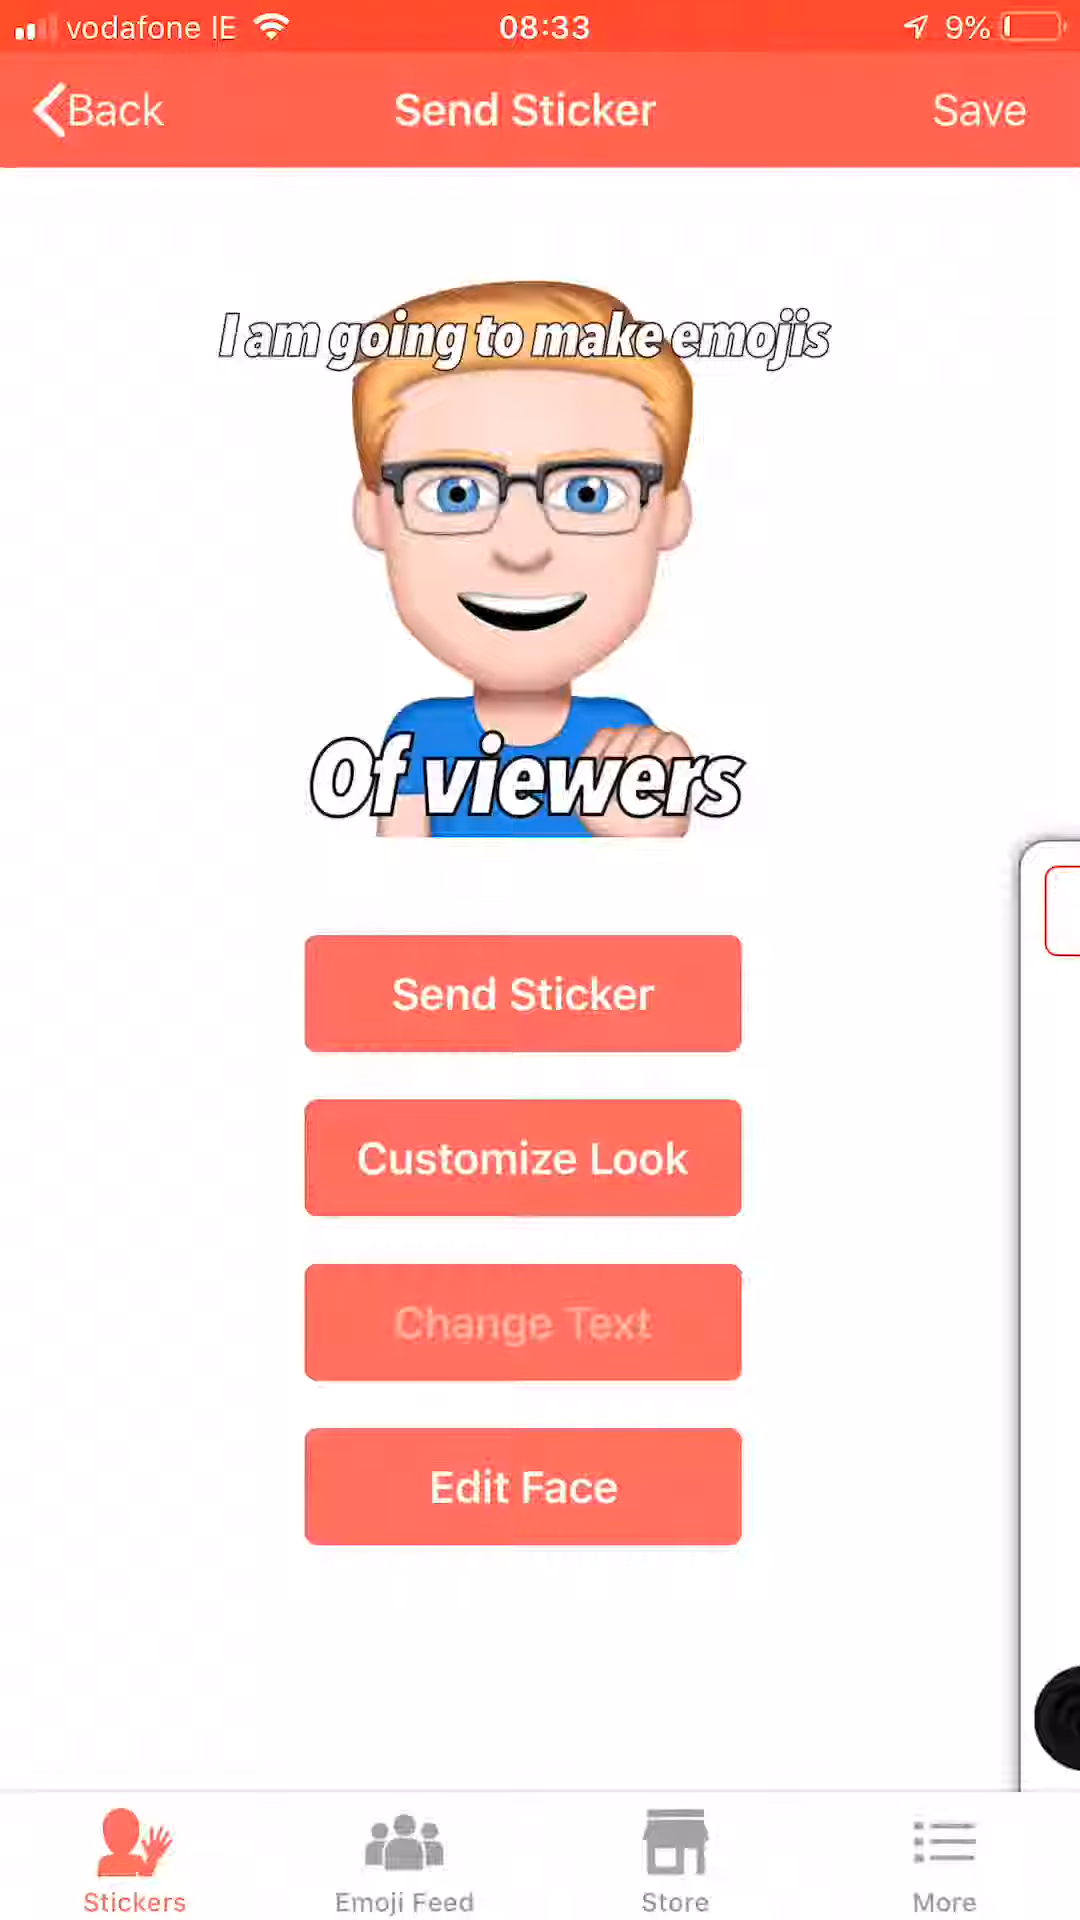 vodafone IE 08:33 9%
Back Send Sticker Save
I am going to make emojis
Of viewers
Send Sticker
Customize Look
Change Text
Edit Face
Stickers Emoji Feed Store More